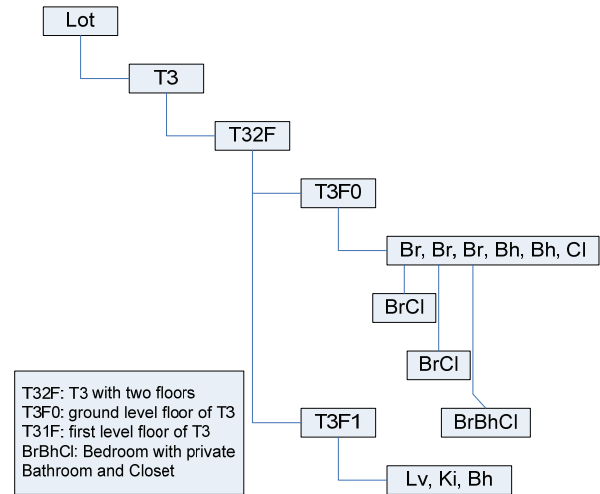 Lot
T3
T32F
T3F0
Br, Br, Br, Bh, Bh, Cl
BrCl
BrCl
BrBhCl
T3F1
Lv, Ki, Bh
T32F: T3 with two floors
T3F0: ground level floor of T3
T31F: first level floor of T3
BrBhCl: Bedroom with private
Bathroom and Closet